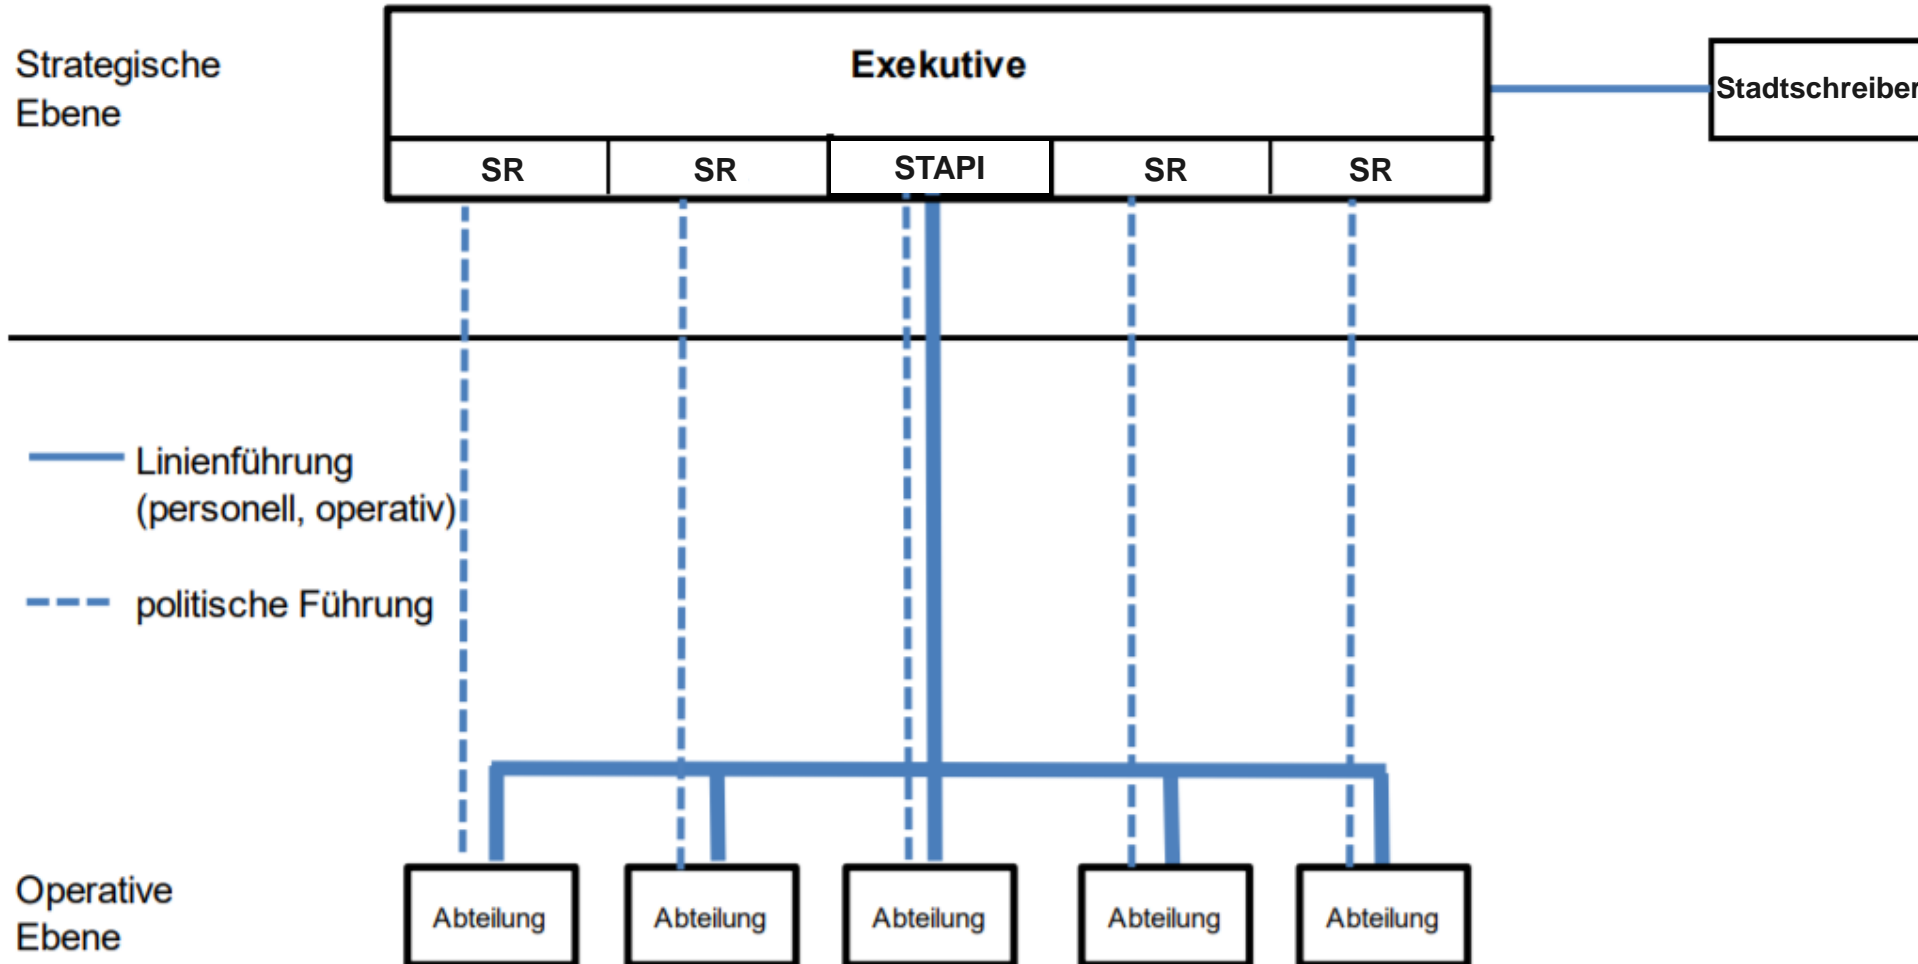 Strategische
Ebene
Exekutive
Stadtschreiber
SR
SR
STAPI
SR
SR
Linienführung
(personell, operativ)
politische Führung
Operative
Ebene
Abteilung
Abteilung
Abteilung
Abteilung
Abteilung